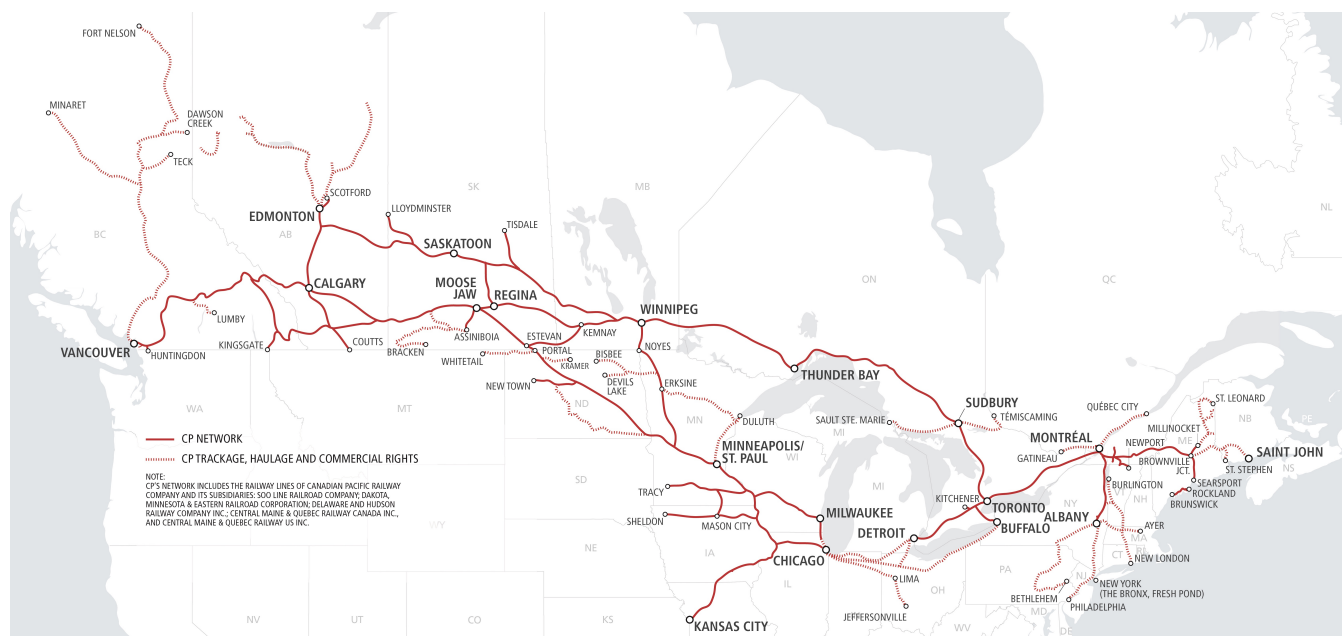 FORT NELSON
MINARET
DAWSON
CREEK
TECK
SCOTFORD
EDMONTON
LLOYDMINSTER
TISDALE
SK
MB
BC
AB
NL
SASKATOON
ON
QC
CALGARY
MOOSE
JAW
REGINA
WINNIPEG
LUMBY
KINGSGATE
COUTTS
VANCOUVER
HUNTINGDON
ASSINIBOIA
BRACKEN
WHITETAIL
ESTEVAN
PORTAL
KRAMER
KEMNAY
BISBEE
NOYES
NEW TOWN
DEVILS
LAKE
ERKSINE
THUNDER BAY
WA
MT
ND
MN
DULUTH
SAULT STE. MARIE
SUDBURY
TÉMISCAMING
QUÉBEC CITY
ST. LEONARD
NB
PE
MILLINOCKET
MI
MONTRÉAL
GATINEAU
NEWPORT
ME
BROWNVILLE
JCT.
SAINT JOHN
ST. STEPHEN
NS
CP NETWORK
CP TRACKAGE, HAULAGE AND COMMERCIAL RIGHTS
NOTE:
CP'S NETWORK INCLUDES THE RAILWAY LINES OF CANADIAN PACIFIC RAILWAY
COMPANY AND ITS SUBSIDIARIES: SOO LINE RAILROAD COMPANY; DAKOTA,
MINNESOTA & EASTERN RAILROAD CORPORATION; DELAWARE AND HUDSON
RAILWAY COMPANY INC.; CENTRAL MAINE & QUEBEC RAILWAY CANADA INC.,
AND CENTRAL MAINE & QUEBEC RAILWAY US INC.
MINNEAPOLIS/
ST. PAUL
WI
SD
MI
TRACY
SHELDON
MASON CITY
MILWAUKEE
KITCHENER
TORONTO
BUFFALO
DETROIT
BURLINGTON
VT
NH
NY
SEARSPORT
ROCKLAND
BRUNSWICK
ALBANY
AYER
MA
RI
CT
NEW LONDON
WY
NE
IA
CHICAGO
IL
LIMA
OH
PA
NJ
BETHLEHEM
NEW YORK
(THE BRONX, FRESH POND)
PHILADELPHIA
JEFFERSONVILLE
MD
DE
WV
NV
UT
CO
KS
KANSAS CITY